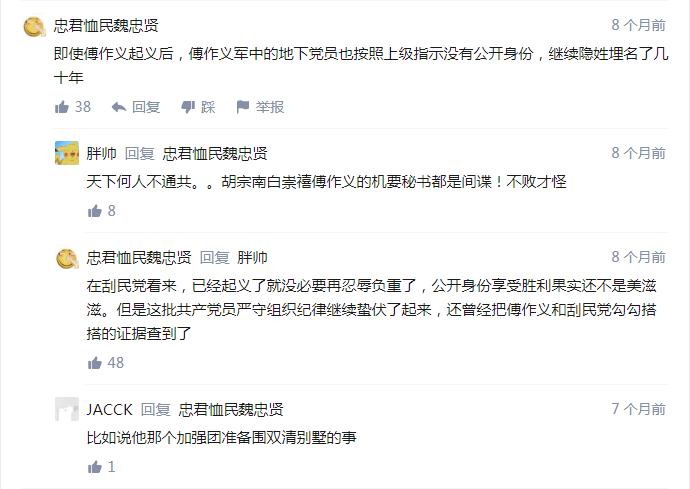 忠君恤民魏忠贤 8 个月前
即使傅作义起义后，傅作义军中的地下党员也按照上级指示没有公开身份，继续隐姓埋名了几
十年
38 回复 踩 举报
胖帅 回复 忠君恤民魏忠贤 8 个月前
天下何人不通共。。胡宗南白崇禧傅作义的机要秘书都是间谍！不败才怪
8
忠君恤民魏忠贤 回复 胖帅 8 个月前
在刮民党看来，已经起义了就没必要再忍辱负重了，公开身份享受胜利果实还不是美滋
滋。但是这批共产党员严守组织纪律继续蛰伏了起来，还曾经把傅作义和刮民党勾勾搭
搭的证据查到了
48
JACCK 回复 忠君恤民魏忠贤 7 个月前
比如说他那个加强团准备围双清别墅的事
1